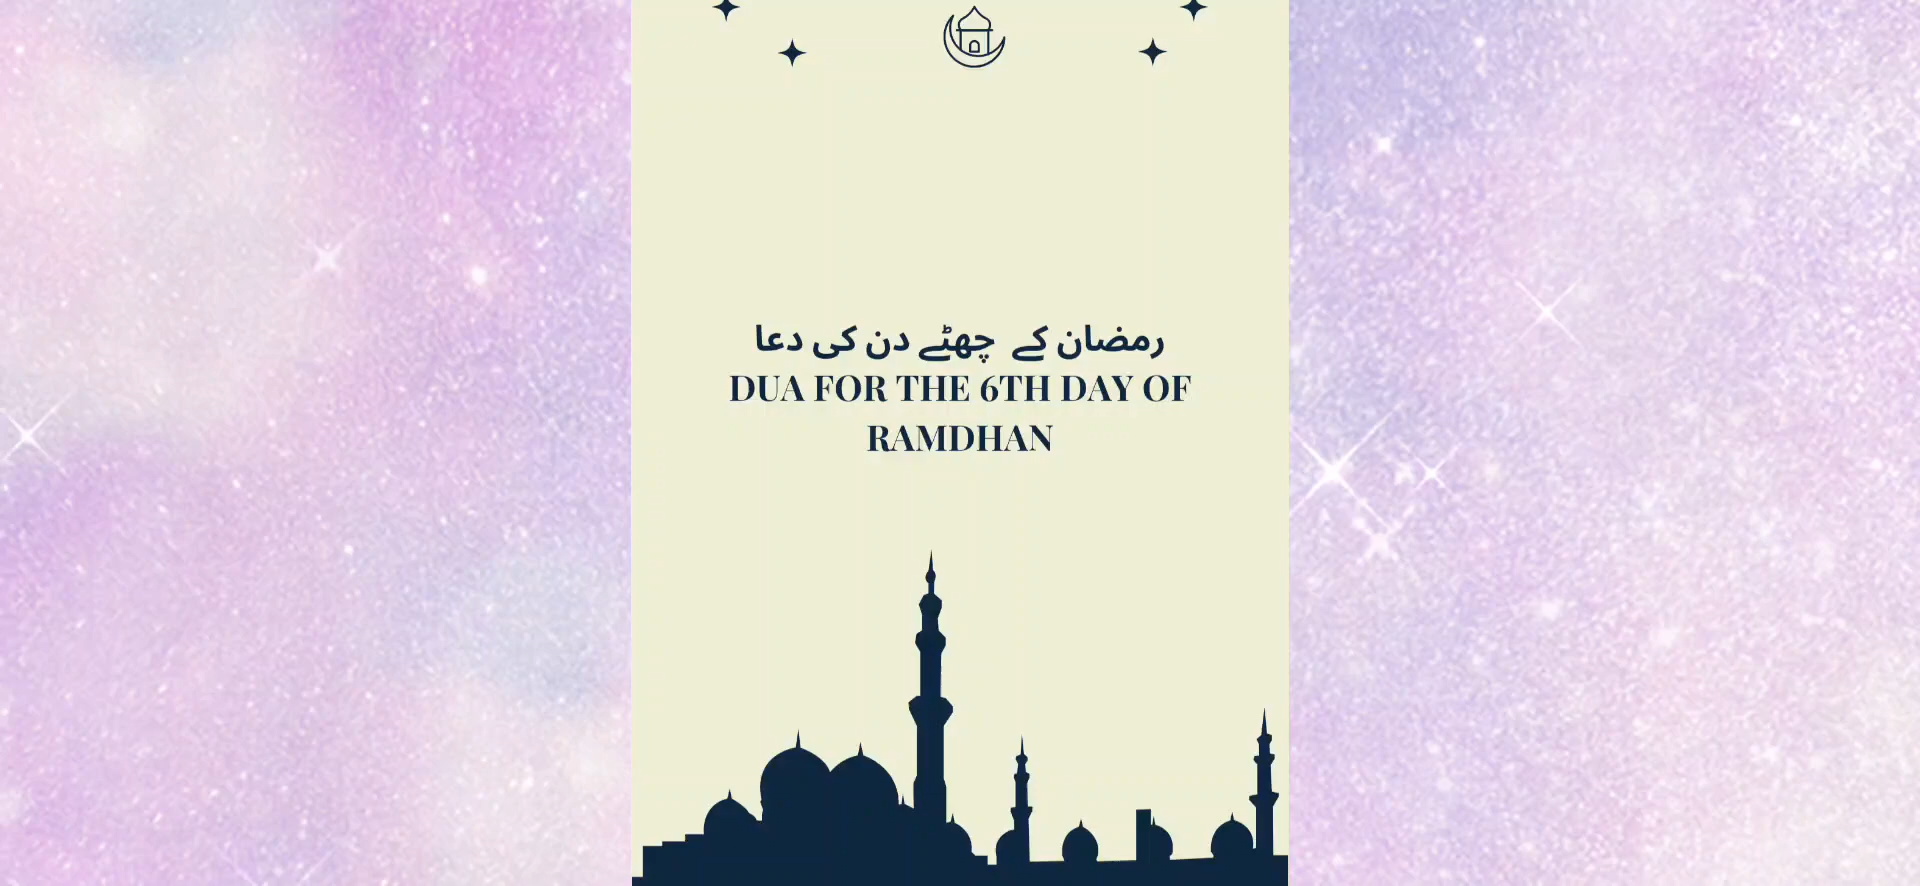 رمضان کے چھٹے دن کی دعا
DUA FOR THE 6TH DAY OF
RAMDHAN